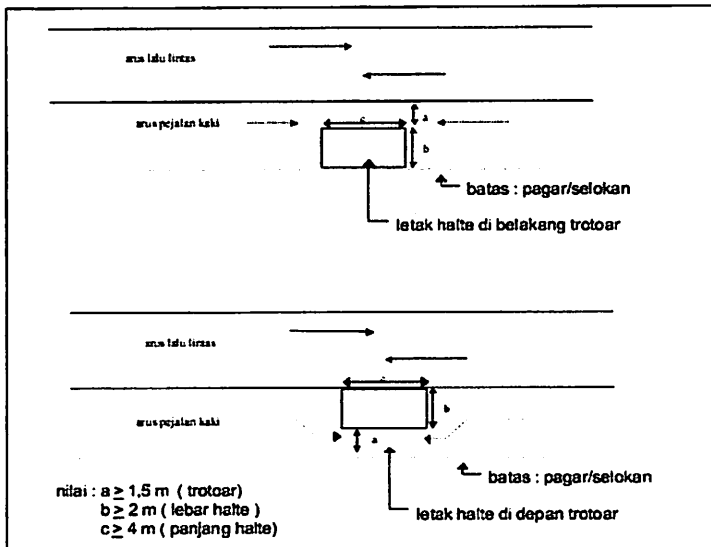 arus lalu lintas
arus pejalan kaki
c
a
b
batas : pagar/selokan
letak halte di belakang trotoar
arus lalu lintas
c
arus pejalan kaki
b
a
batas : pagar/selokan
letak halte di depan trotoar
nilai : a ≥ 1,5 m ( trotoar)
b ≥ 2 m ( lebar halte )
c ≥ 4 m ( panjang halte)